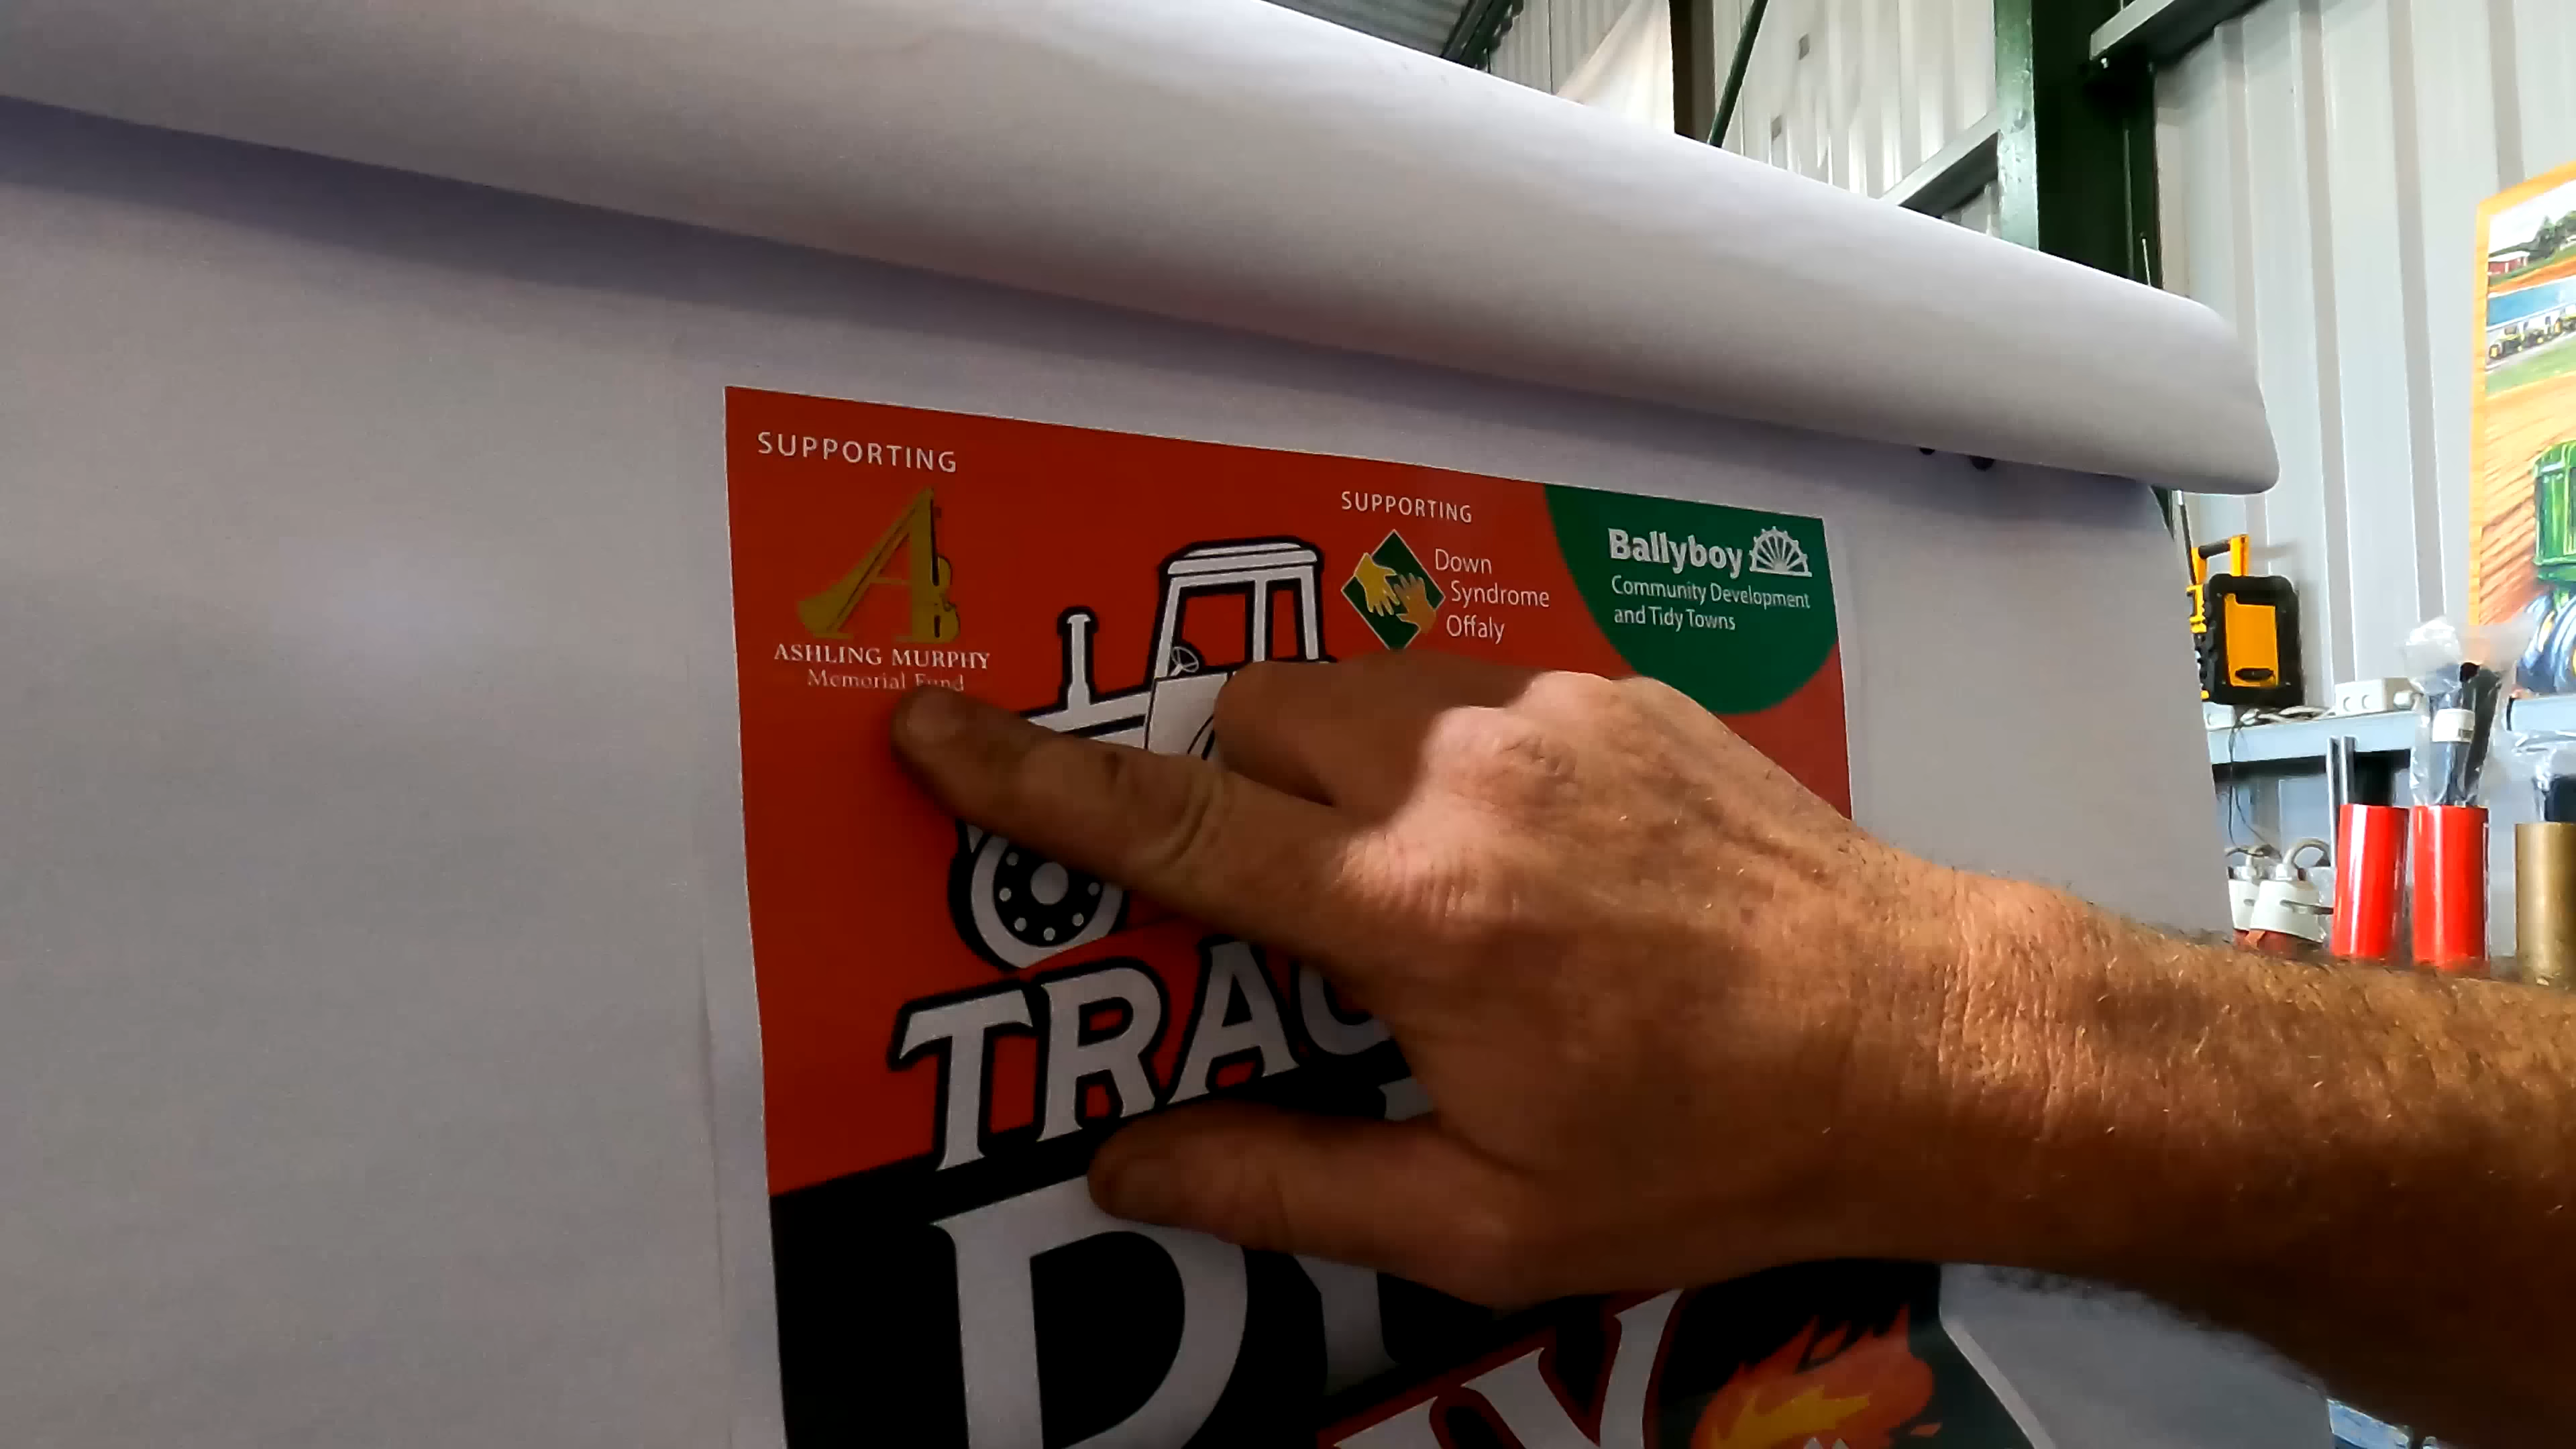 SUPPORTING
ASHLING MURPHY
Memorial Fund
SUPPORTING
Down
Syndrome
Offaly
Ballyboy
Community Development
and Tidy Towns